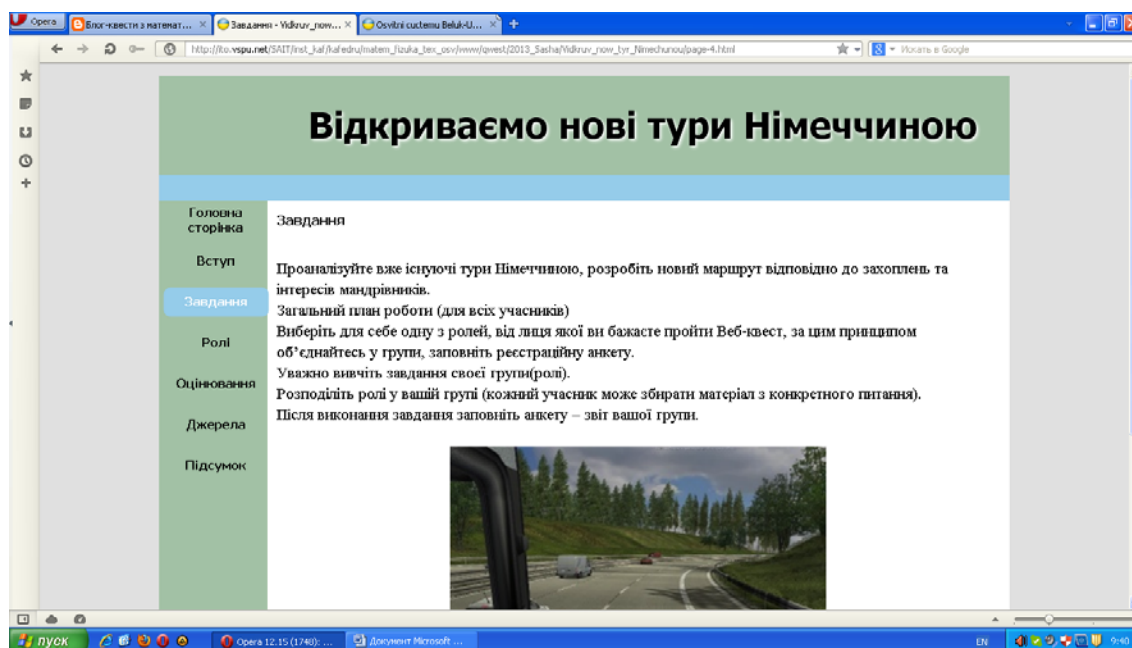 Opera
Блог-квести з математ...
Завдання - Vidkruv_now...
Osvitni cuctemu Beluk-U...
http://ito.vspu.net/SAIT/inst_kaf/kafedru/matem_fizuka_tex_osv/www/qwest/2013_Sasha/Vidkruv_now_tyr_Nimechunou/page-4.html
Искать в Google
Відкриваємо нові тури Німеччиною
Головна
сторінка
Вступ
Завдання
Ролі
Оцінювання
Джерела
Підсумок
Завдання
Проаналізуйте вже існуючі тури Німеччиною, розробіть новий маршрут відповідно до захоплень та
інтересів мандрівників.
Загальний план роботи (для всіх учасників)
Виберіть для себе одну з ролей, від лиця якої ви бажаєте пройти Веб-квест, за цим принципом
об’єднайтесь у групи, заповніть реєстраційну анкету.
Уважно вивчіть завдання своєї групи(ролі).
Розподіліть ролі у вашій групі (кожний учасник може збирати матеріал з конкретного питання).
Після виконання завдання заповніть анкету – звіт вашої групи.
пуск
Opera 12.15 (1748): ...
Документ Microsoft ...
EN
9:40